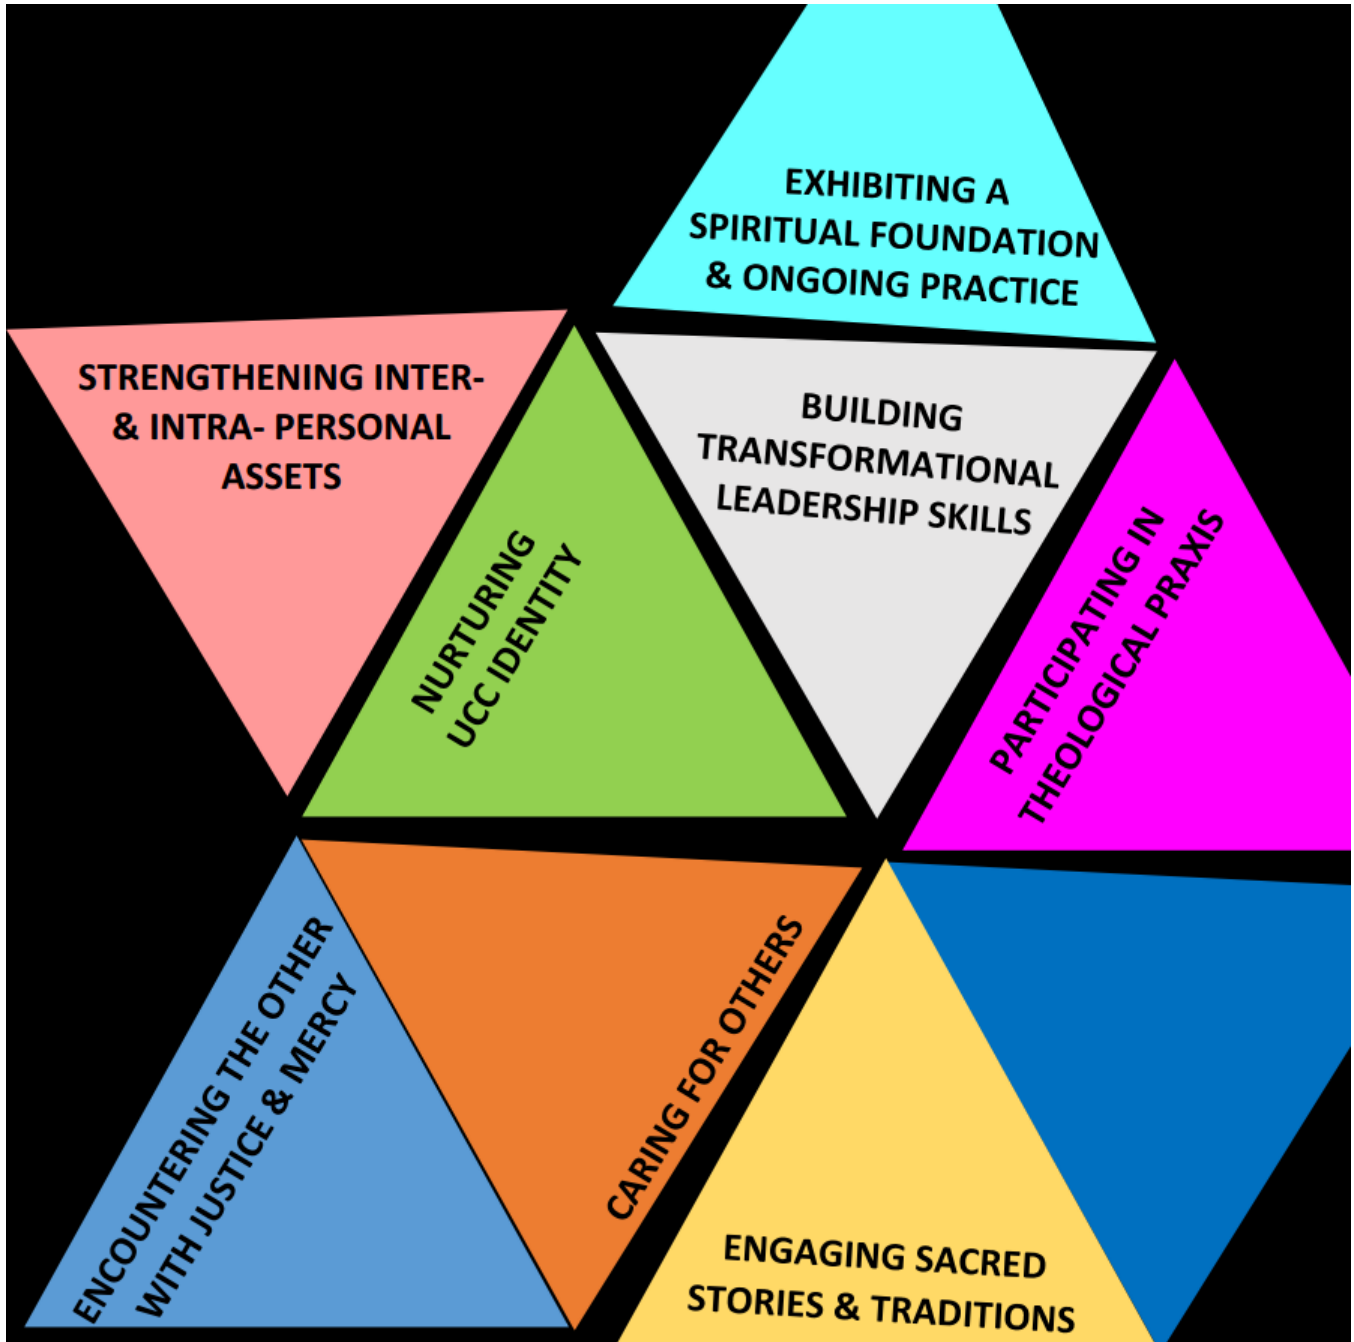 EXHIBITING A
SPIRITUAL FOUNDATION
& ONGOING PRACTICE
STRENGTHENING INTER-
& INTRA- PERSONAL
ASSETS
BUILDING
TRANSFORMATIONAL
LEADERSHIP SKILLS
NURTURING
UCC IDENTITY
PARTICIPATING IN
THEOLOGICAL PRAXIS
ENCOUNTERING THE OTHER
WITH JUSTICE & MERCY
CARING FOR OTHERS
ENGAGING SACRED
STORIES & TRADITIONS